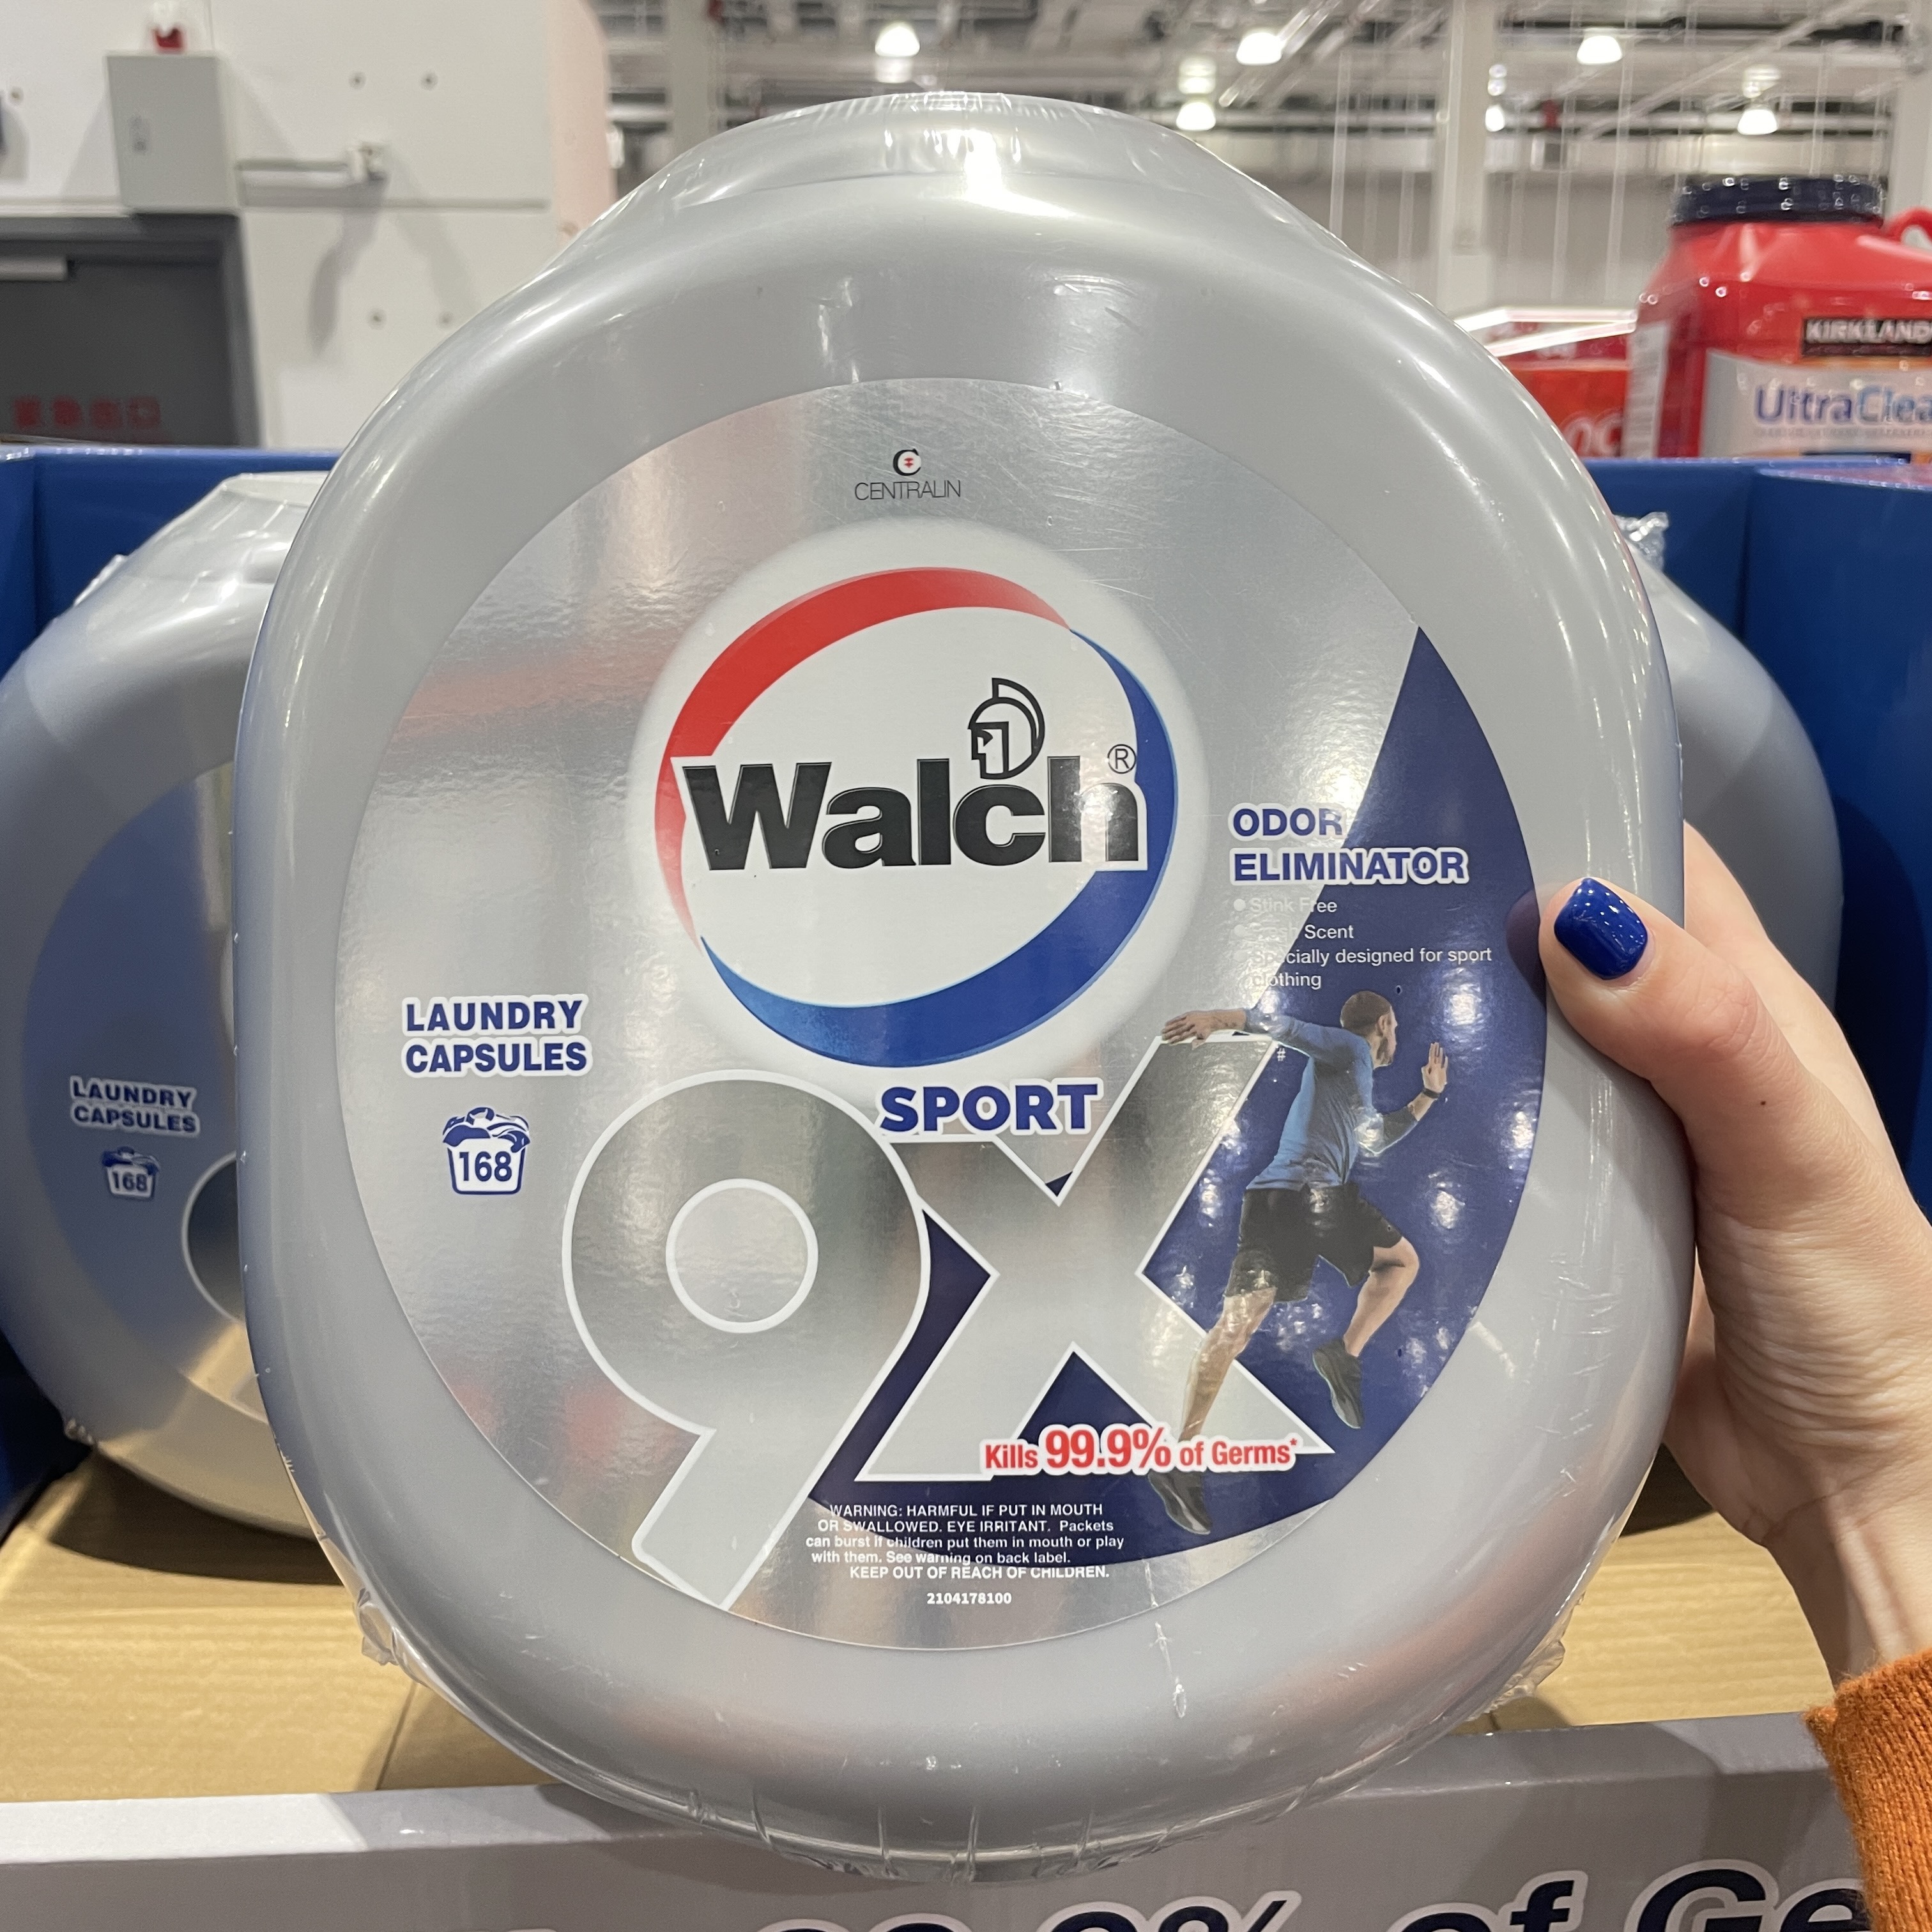 KIRKLAND
UltraClea
C
CENTRALIN
Walch®
ODOR
ELIMINATOR
Stink Free
Scent
Specially designed for sport
clothing
#
LAUNDRY
CAPSULES
168
SPORT
9X
Kills 99.9% of Germs*
WARNING: HARMFUL IF PUT IN MOUTH
OR SWALLOWED. EYE IRRITANT. Packets
can burst if children put them in mouth or play
with them. See warning on back label.
KEEP OUT OF REACH OF CHILDREN.
2104178100
LAUNDRY
CAPSULES
168
% of Ge